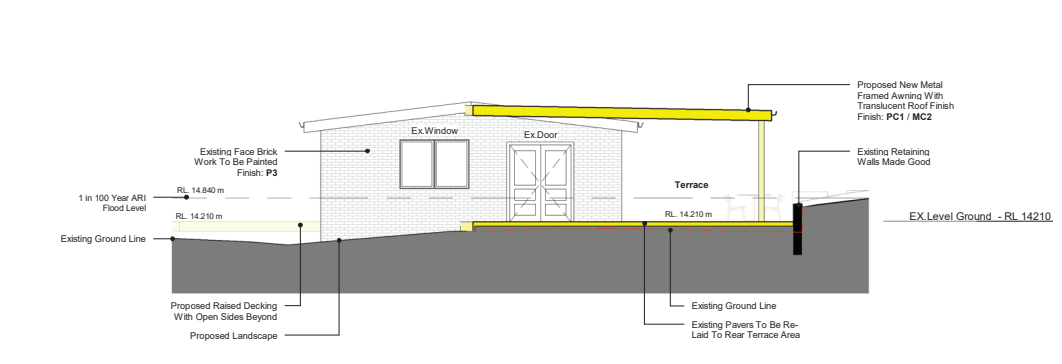 Proposed New Metal
Framed Awning With
Translucent Roof Finish
Finish: PC1 / MC2
Ex.Window
Ex.Door
Existing Face Brick
Work To Be Painted
Finish: P3
Existing Retaining
Walls Made Good
Terrace
RL. 14.840 m
1 in 100 Year ARI
Flood Level
RL. 14.210 m
RL. 14.210 m
EX.Level Ground - RL 14210
Existing Ground Line
Proposed Raised Decking
With Open Sides Beyond
Existing Ground Line
Proposed Landscape
Existing Pavers To Be Re-
Laid To Rear Terrace Area